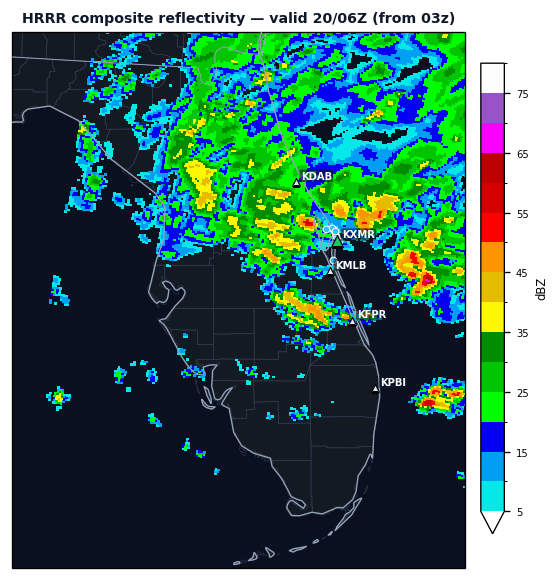 HRRR composite reflectivity — valid 20/06Z (from 03z)
KDAB
KXMR
KMLB
KFPR
KPBI
75
65
55
45
35
25
15
5
dBZ